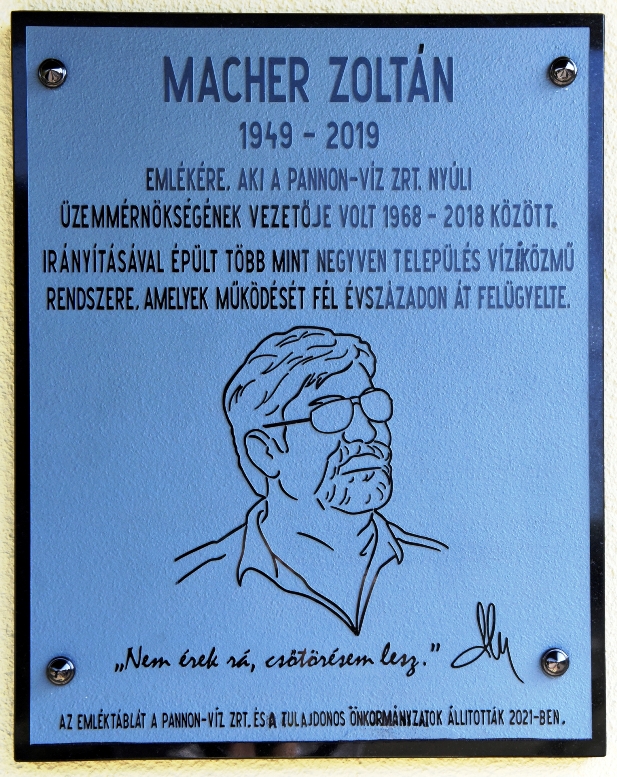 MACHER ZOLTÁN
1949 - 2019
EMLÉKÉRE, AKI A PANNON-VÍZ ZRT. NYÚLI
ÜZEMMÉRNÖKSÉGÉNEK VEZETŐJE VOLT 1968 - 2018 KÖZÖTT.
IRÁNYÍTÁSÁVAL ÉPÜLT TÖBB MINT NEGYVEN TELEPÜLÉS VÍZIKÖZMŰ
RENDSZERE, AMELYEK MŰKÖDÉSÉT FÉL ÉVSZÁZADON ÁT FELÜGYELTE.
„Nem érek rá, csőtörésem lesz.”
AZ EMLÉKTÁBLÁT A PANNON-VÍZ ZRT. ÉS A TULAJDONOS ÖNKORMÁNYZATOK ÁLLITOTTÁK 2021-BEN.